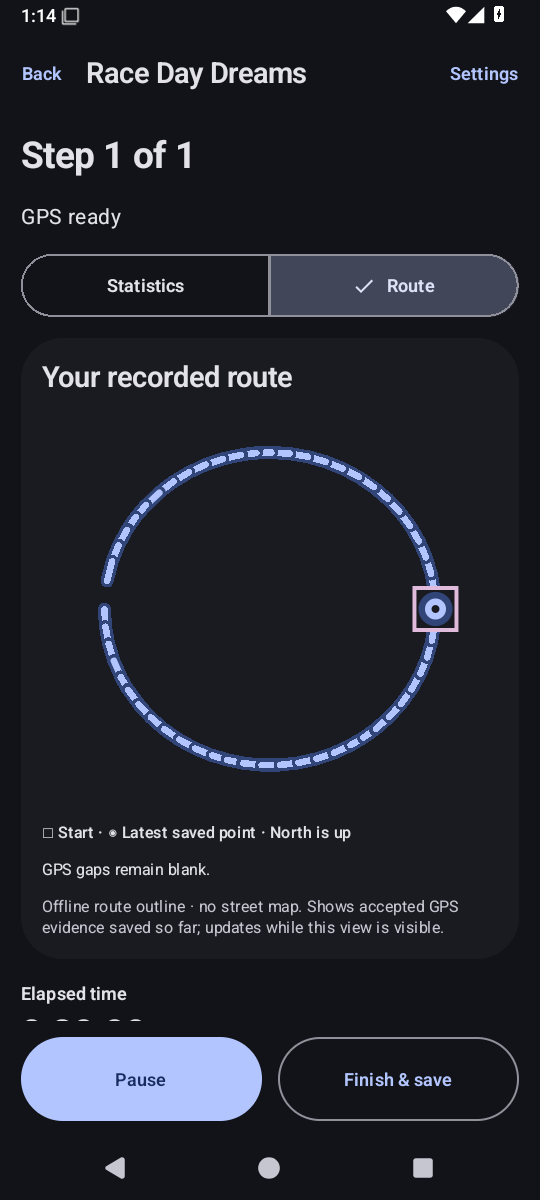 1:14
Back Race Day Dreams Settings
Step 1 of 1
GPS ready
Statistics ✓ Route
Your recorded route
□ Start · ◉ Latest saved point · North is up
GPS gaps remain blank.
Offline route outline · no street map. Shows accepted GPS
evidence saved so far; updates while this view is visible.
Elapsed time
Pause Finish & save